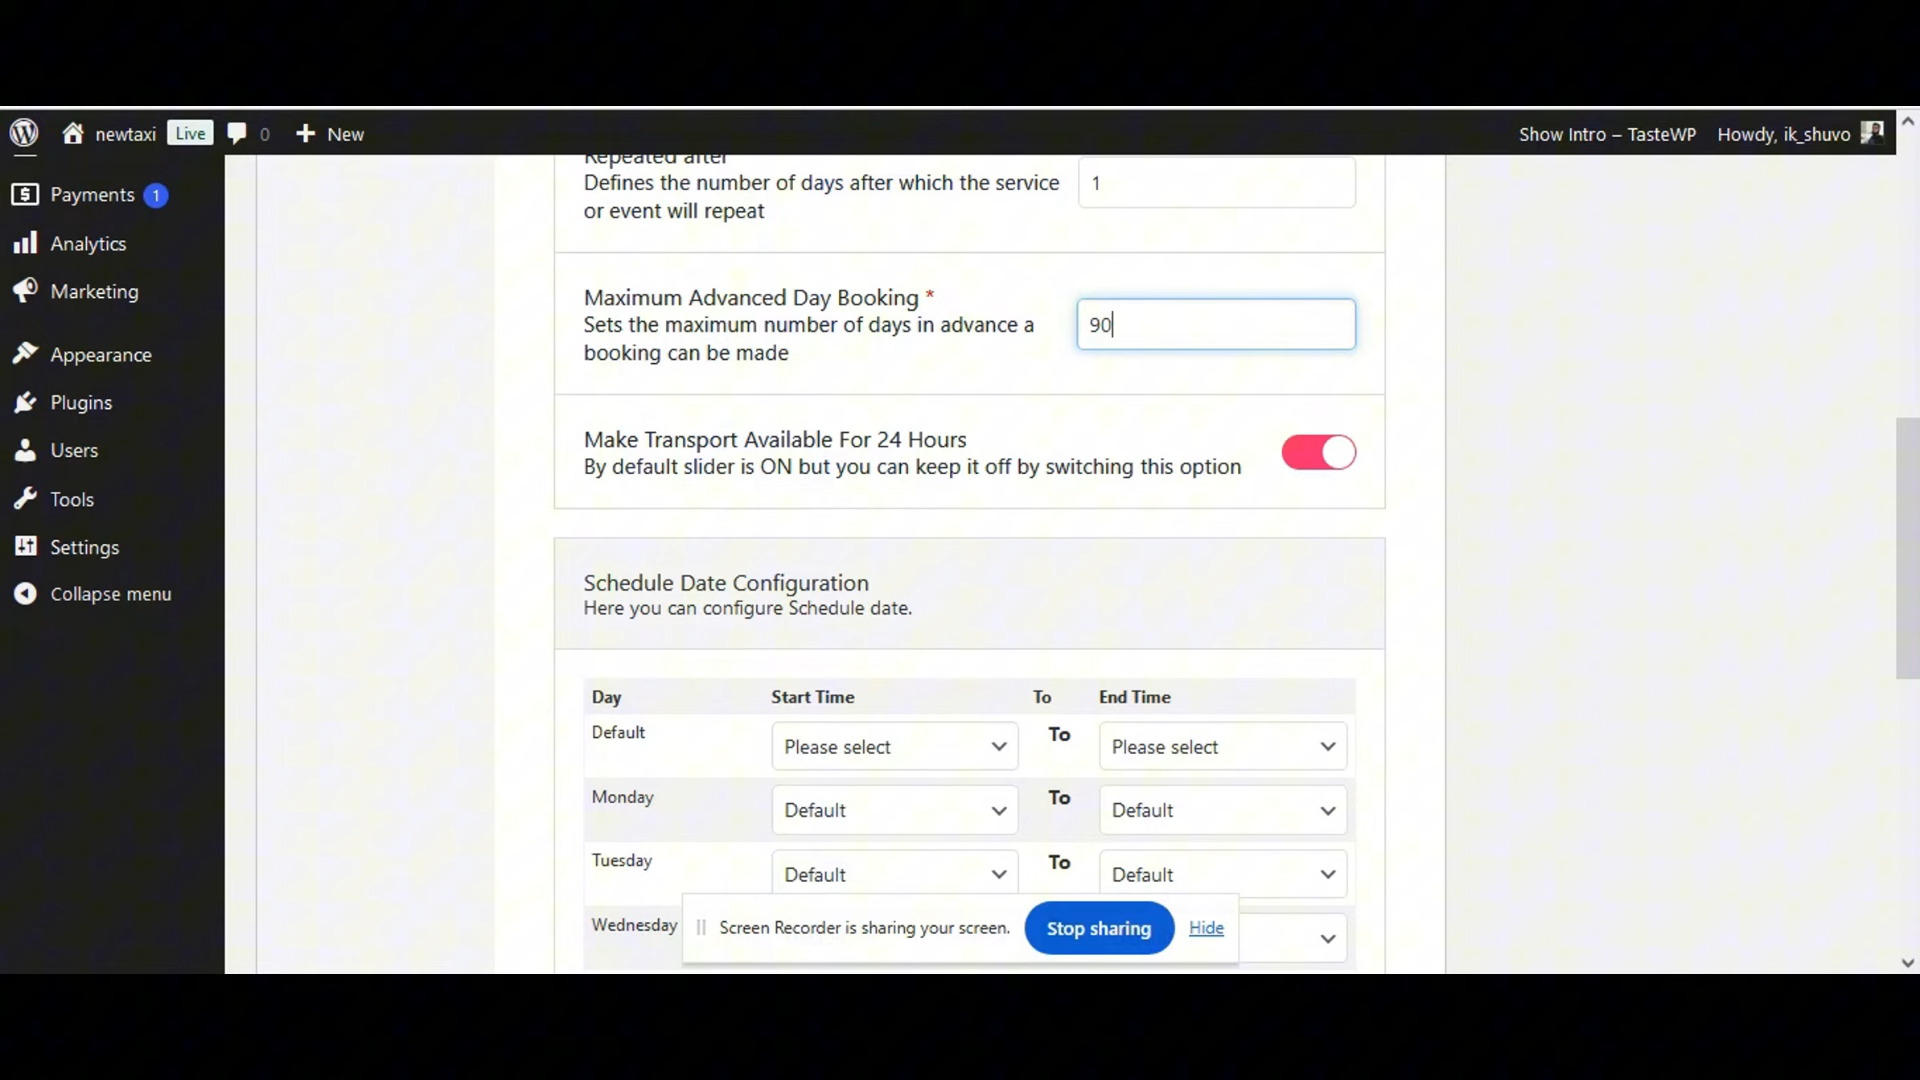 newtaxi Live 0 New Show Intro – TasteWP Howdy, ik_shuvo
Payments 1
Analytics
Marketing
Appearance
Plugins
Users
Tools
Settings
Collapse menu
Repeated after
Defines the number of days after which the service
or event will repeat
1
Maximum Advanced Day Booking *
Sets the maximum number of days in advance a
booking can be made
90
Make Transport Available For 24 Hours
By default slider is ON but you can keep it off by switching this option
Schedule Date Configuration
Here you can configure Schedule date.
Day Start Time To End Time
Default Please select To Please select
Monday Default To Default
Tuesday Default To Default
Wednesday
Screen Recorder is sharing your screen. Stop sharing Hide